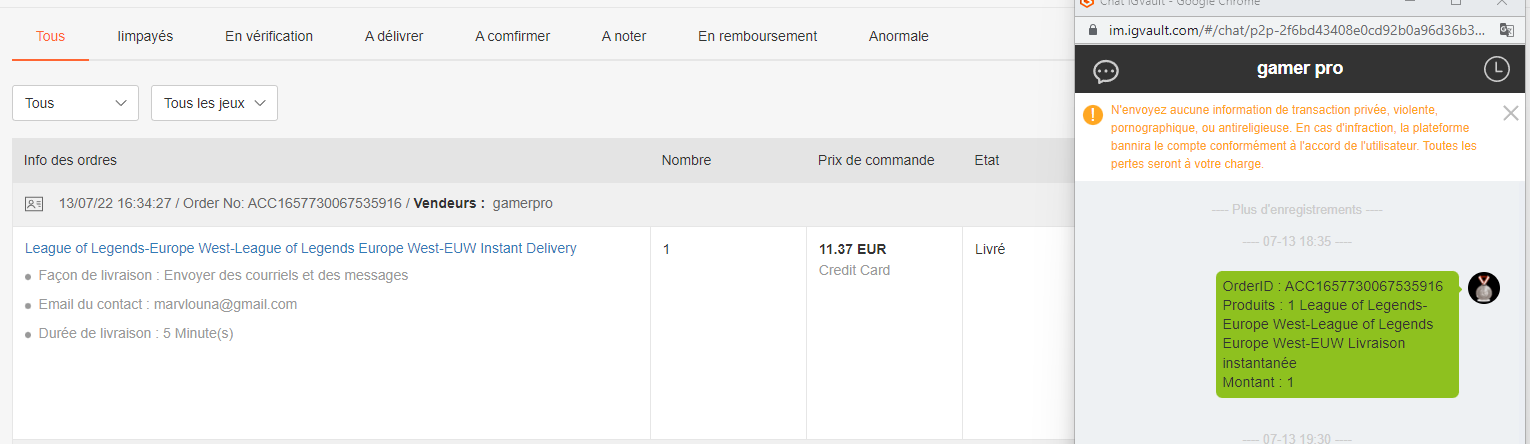 Tous
Iimpayés
En vérification
A délivrer
A comfirmer
A noter
En remboursement
Anormale
Tous
Tous les jeux
Info des ordres
Nombre
Prix de commande
Etat
13/07/22 16:34:27 / Order No: ACC1657730067535916 / Vendeurs : gamerpro
League of Legends-Europe West-League of Legends Europe West-EUW Instant Delivery
1
11.37 EUR
Livré
Credit Card
Façon de livraison : Envoyer des courriels et des messages
Email du contact : marvlouna@gmail.com
Durée de livraison : 5 Minute(s)
Chat iGVault - Google Chrome
im.igvault.com/#/chat/p2p-2f6bd43408e0cd92b0a96d36b3...
gamer pro
N'envoyez aucune information de transaction privée, violente,
pornographique, ou antireligieuse. En cas d'infraction, la plateforme
bannira le compte conformément á l'accord de l'utilisateur. Toutes les
pertes seront á votre charge.
---- Plus d'enregistrements ----
---- 07-13 18:35 ----
OrderID : ACC1657730067535916
Produits : 1 League of Legends-
Europe West-League of Legends
Europe West-EUW Livraison
instantanée
Montant : 1
---- 07-13 19:30 ----